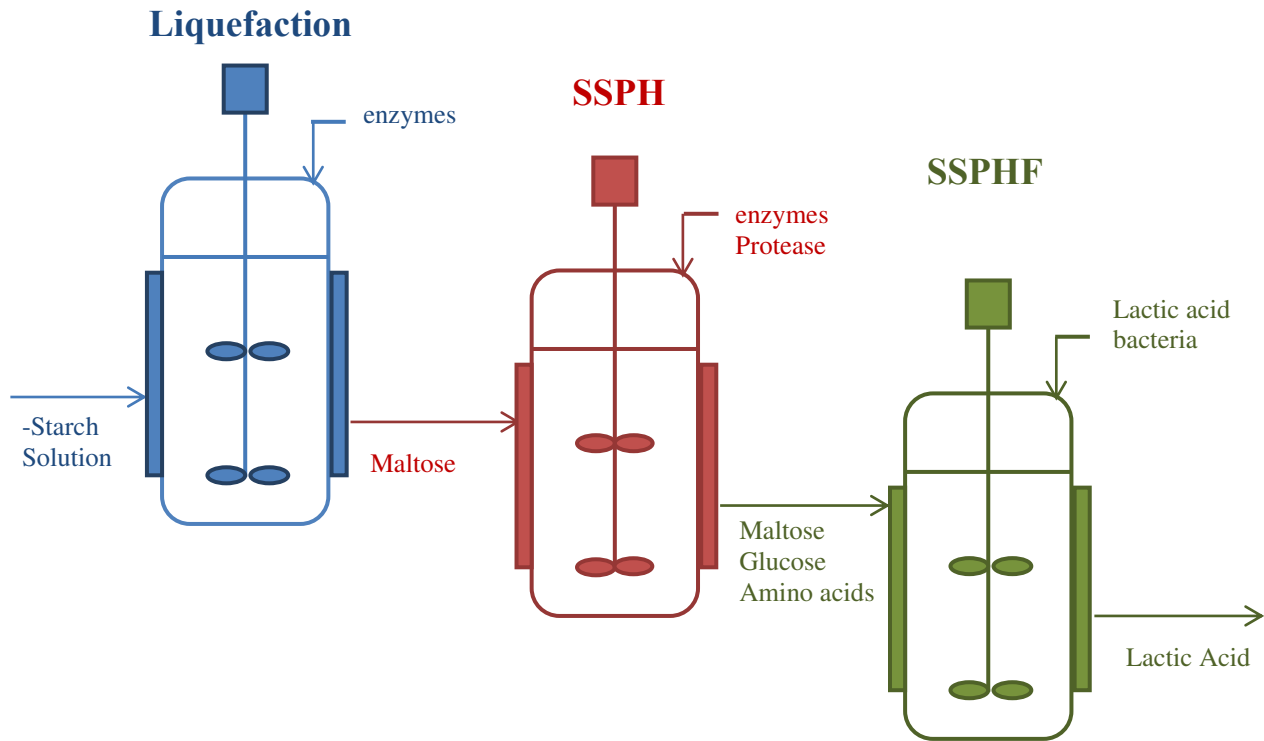 Liquefaction
enzymes
-Starch
Solution
SSPH
enzymes
Protease
Maltose
SSPHF
Lactic acid
bacteria
Maltose
Glucose
Amino acids
Lactic Acid